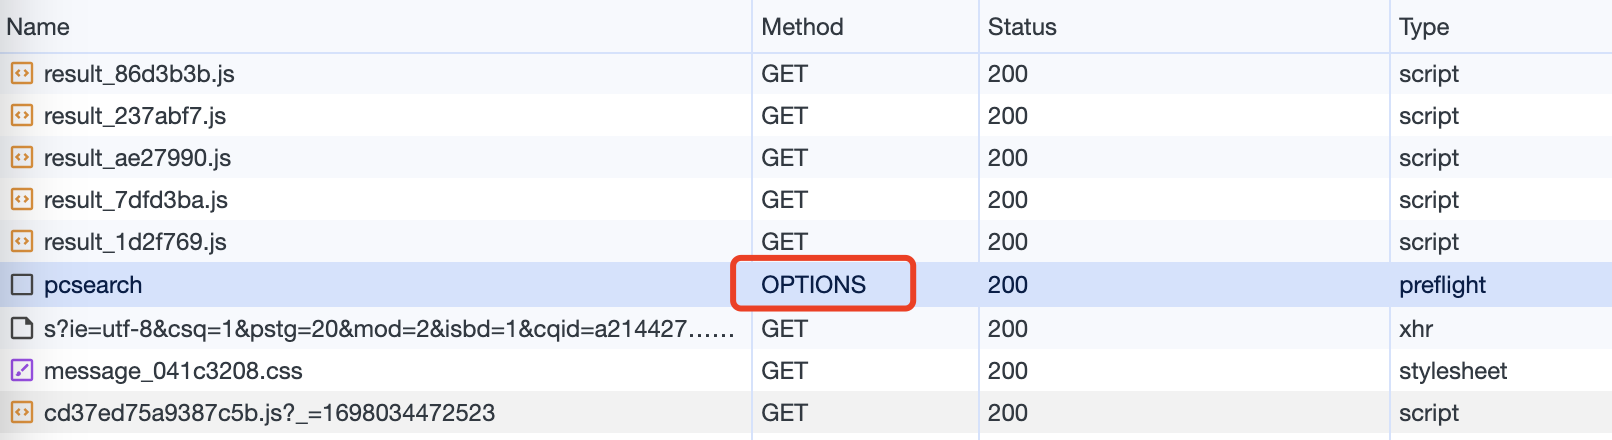 Name Method Status Type
result_86d3b3b.js GET 200 script
result_237abf7.js GET 200 script
result_ae27990.js GET 200 script
result_7dfd3ba.js GET 200 script
result_1d2f769.js GET 200 script
pcsearch OPTIONS 200 preflight
s?ie=utf-8&csq=1&pstg=20&mod=2&isbd=1&cqid=a214427…… GET 200 xhr
message_041c3208.css GET 200 stylesheet
cd37ed75a9387c5b.js?_=1698034472523 GET 200 script